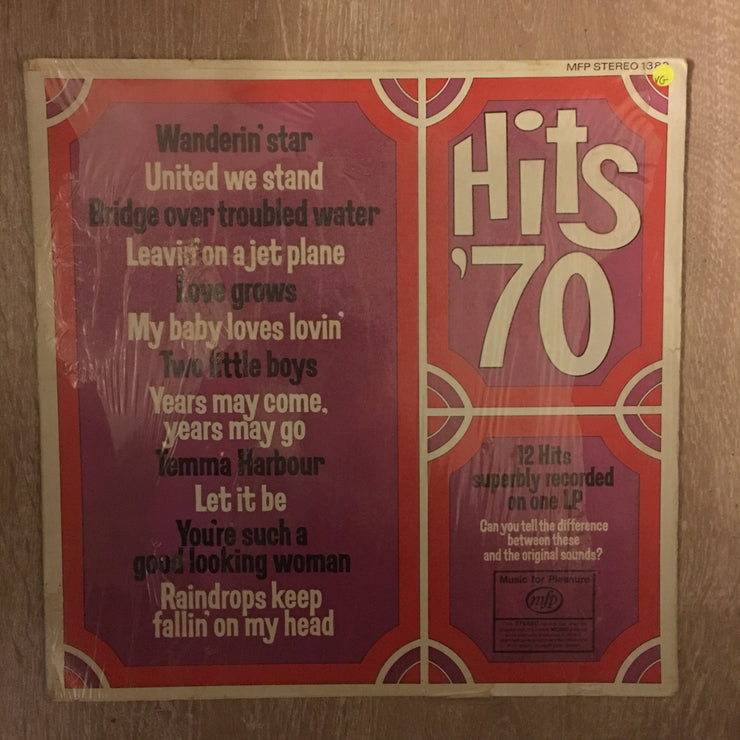 MFP STEREO 138
VG
Wanderin' star
United we stand
Bridge over troubled water
Leavin' on a jet plane
Love grows
My baby loves lovin'
Two little boys
Years may come,
years may go
Temma Harbour
Let it be
You're such a
good looking woman
Raindrops keep
fallin' on my head
Hits
'70
12 Hits
superbly recorded
on one LP
Can you tell the difference
between these
and the original sounds?
Music for Pleasure
mfp